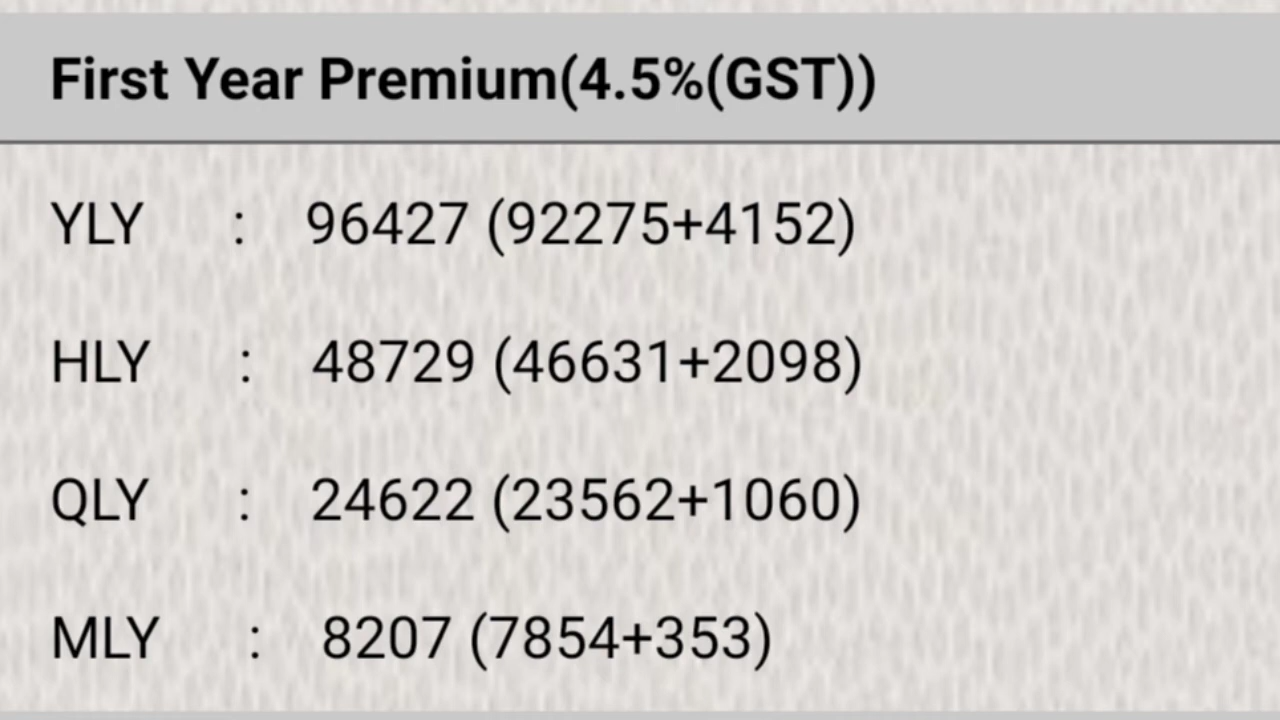 First Year Premium(4.5%(GST))
YLY : 96427 (92275+4152)
HLY : 48729 (46631+2098)
QLY : 24622 (23562+1060)
MLY : 8207 (7854+353)